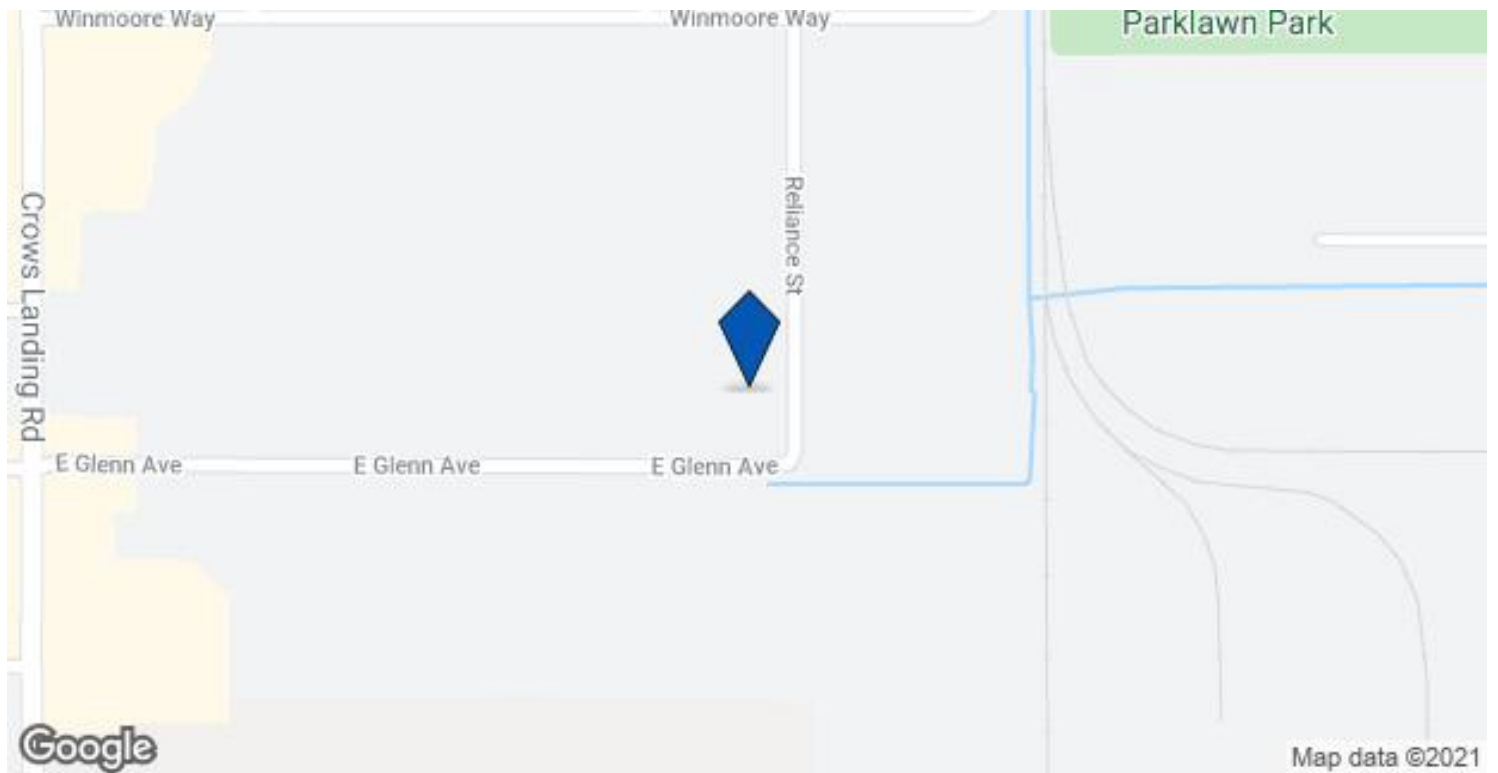 Winmoore Way
Winmoore Way
Parklawn Park
Crows Landing Rd
Reliance St
E Glenn Ave
E Glenn Ave
E Glenn Ave
Google
Map data ©2021